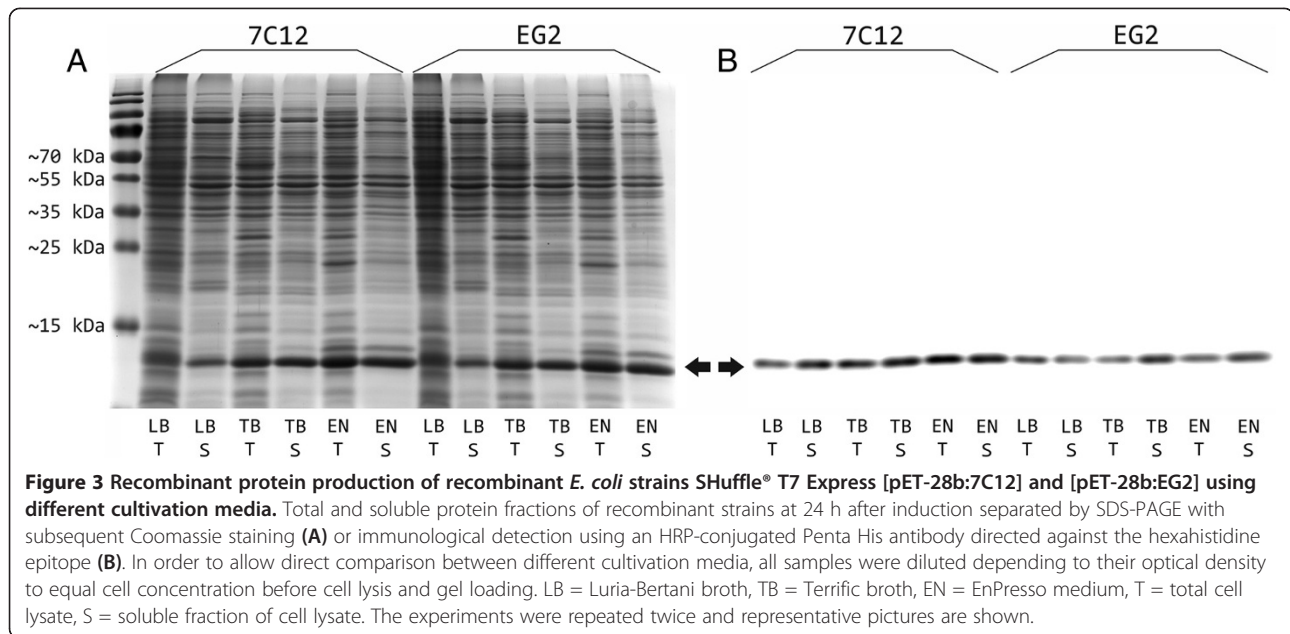 7C12 EG2 7C12 EG2
A B
~70 kDa
~55 kDa
~35 kDa
~25 kDa
~15 kDa
LB LB TB TB EN EN LB LB TB TB EN EN LB LB TB TB EN EN LB LB TB TB EN EN
T S T S T S T S T S T S T S T S T S T S T S T S
Figure 3 Recombinant protein production of recombinant E. coli strains SHuffle® T7 Express [pET-28b:7C12] and [pET-28b:EG2] using
different cultivation media. Total and soluble protein fractions of recombinant strains at 24 h after induction separated by SDS-PAGE with
subsequent Coomassie staining (A) or immunological detection using an HRP-conjugated Penta His antibody directed against the hexahistidine
epitope (B). In order to allow direct comparison between different cultivation media, all samples were diluted depending to their optical density
to equal cell concentration before cell lysis and gel loading. LB = Luria-Bertani broth, TB = Terrific broth, EN = EnPresso medium, T = total cell
lysate, S = soluble fraction of cell lysate. The experiments were repeated twice and representative pictures are shown.